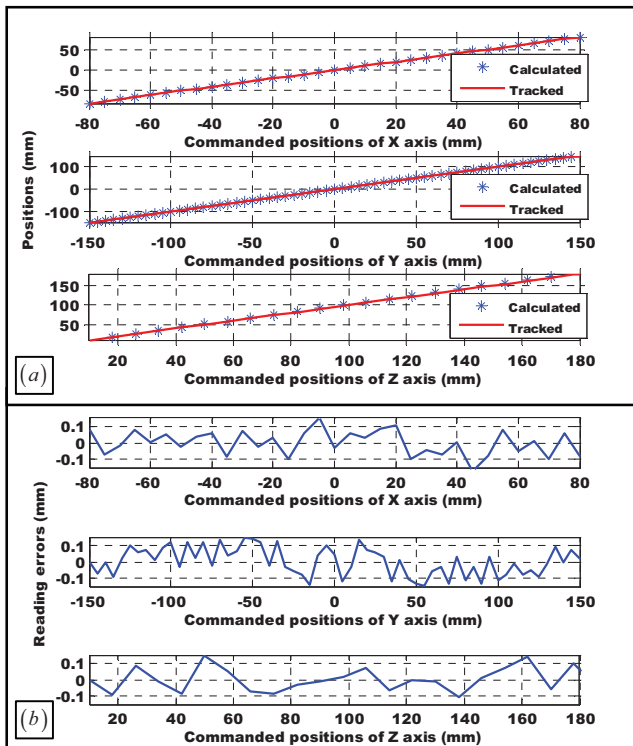 Positions (mm)
50
0
-50
Calculated
Tracked
-80 -60 -40 -20 0 20 40 60 80
Commanded positions of X axis (mm)
100
0
-100
Calculated
Tracked
-150 -100 -50 0 50 100 150
Commanded positions of Y axis (mm)
150
100
50
Calculated
Tracked
20 40 60 80 100 120 140 160 180
Commanded positions of Z axis (mm)
(a)
Reading errors (mm)
0.1
0
-0.1
-80 -60 -40 -20 0 20 40 60 80
Commanded positions of X axis (mm)
0.1
0
-0.1
-150 -100 -50 0 50 100 150
Commanded positions of Y axis (mm)
0.1
0
-0.1
20 40 60 80 100 120 140 160 180
Commanded positions of Z axis (mm)
(b)